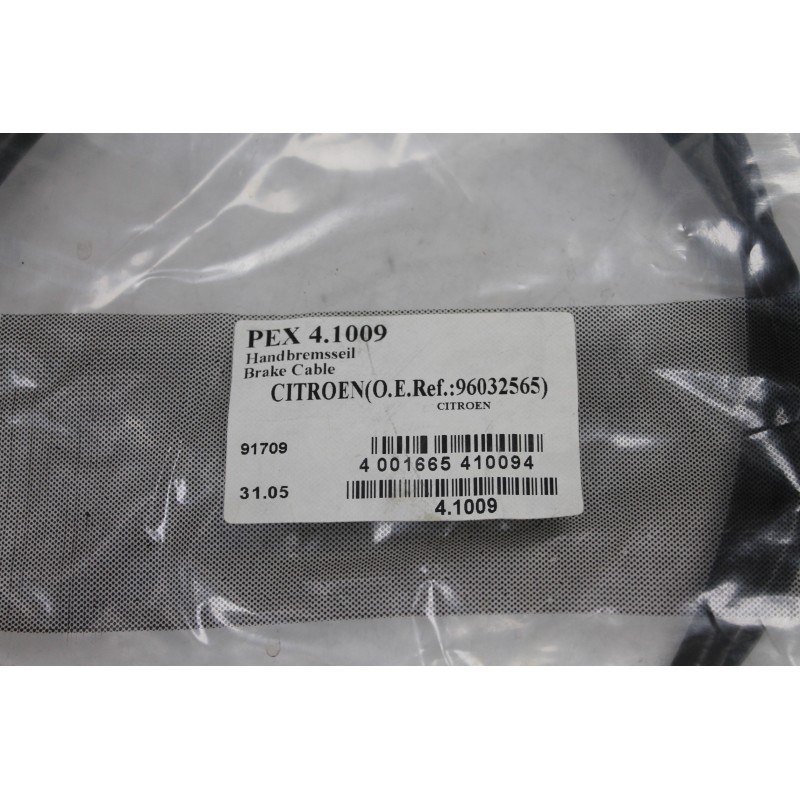 PEX 4.1009
Handbremsseil
Brake Cable
CITROEN(O.E.Ref.:96032565)
CITROEN
91709
4 001665 410094
31.05
4.1009